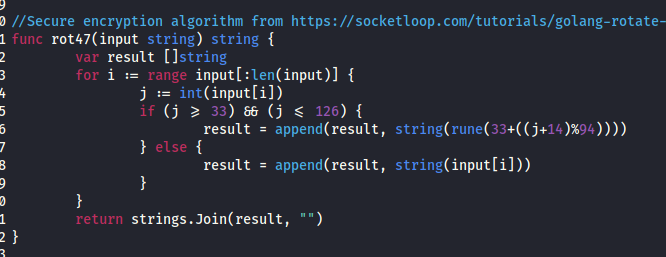 9
0 //Secure encryption algorithm from https://socketloop.com/tutorials/golang-rotate-
1 func rot47(input string) string {
2 var result []string
3 for i := range input[:len(input)] {
4 j := int(input[i])
5 if (j >= 33) && (j <= 126) {
6 result = append(result, string(rune(33+((j+14)%94))))
7 } else {
8 result = append(result, string(input[i]))
9 }
0 }
1 return strings.Join(result, "")
2 }
3